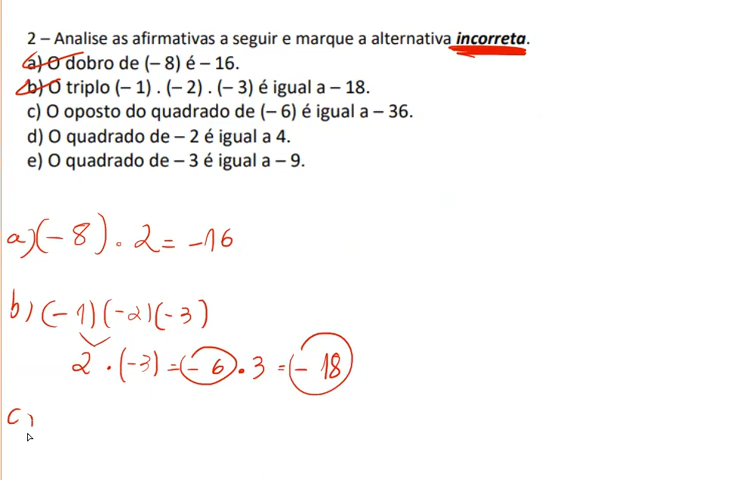 2 – Analise as afirmativas a seguir e marque a alternativa incorreta.
a) O dobro de (– 8) é – 16.
b) O triplo (– 1) . (– 2) . (– 3) é igual a – 18.
c) O oposto do quadrado de (– 6) é igual a – 36.
d) O quadrado de – 2 é igual a 4.
e) O quadrado de – 3 é igual a – 9.
a)(-8) . 2 = -16
b)(-1)(-2)(-3)
2 . (-3) = (-6) . 3 = (-18)
c)